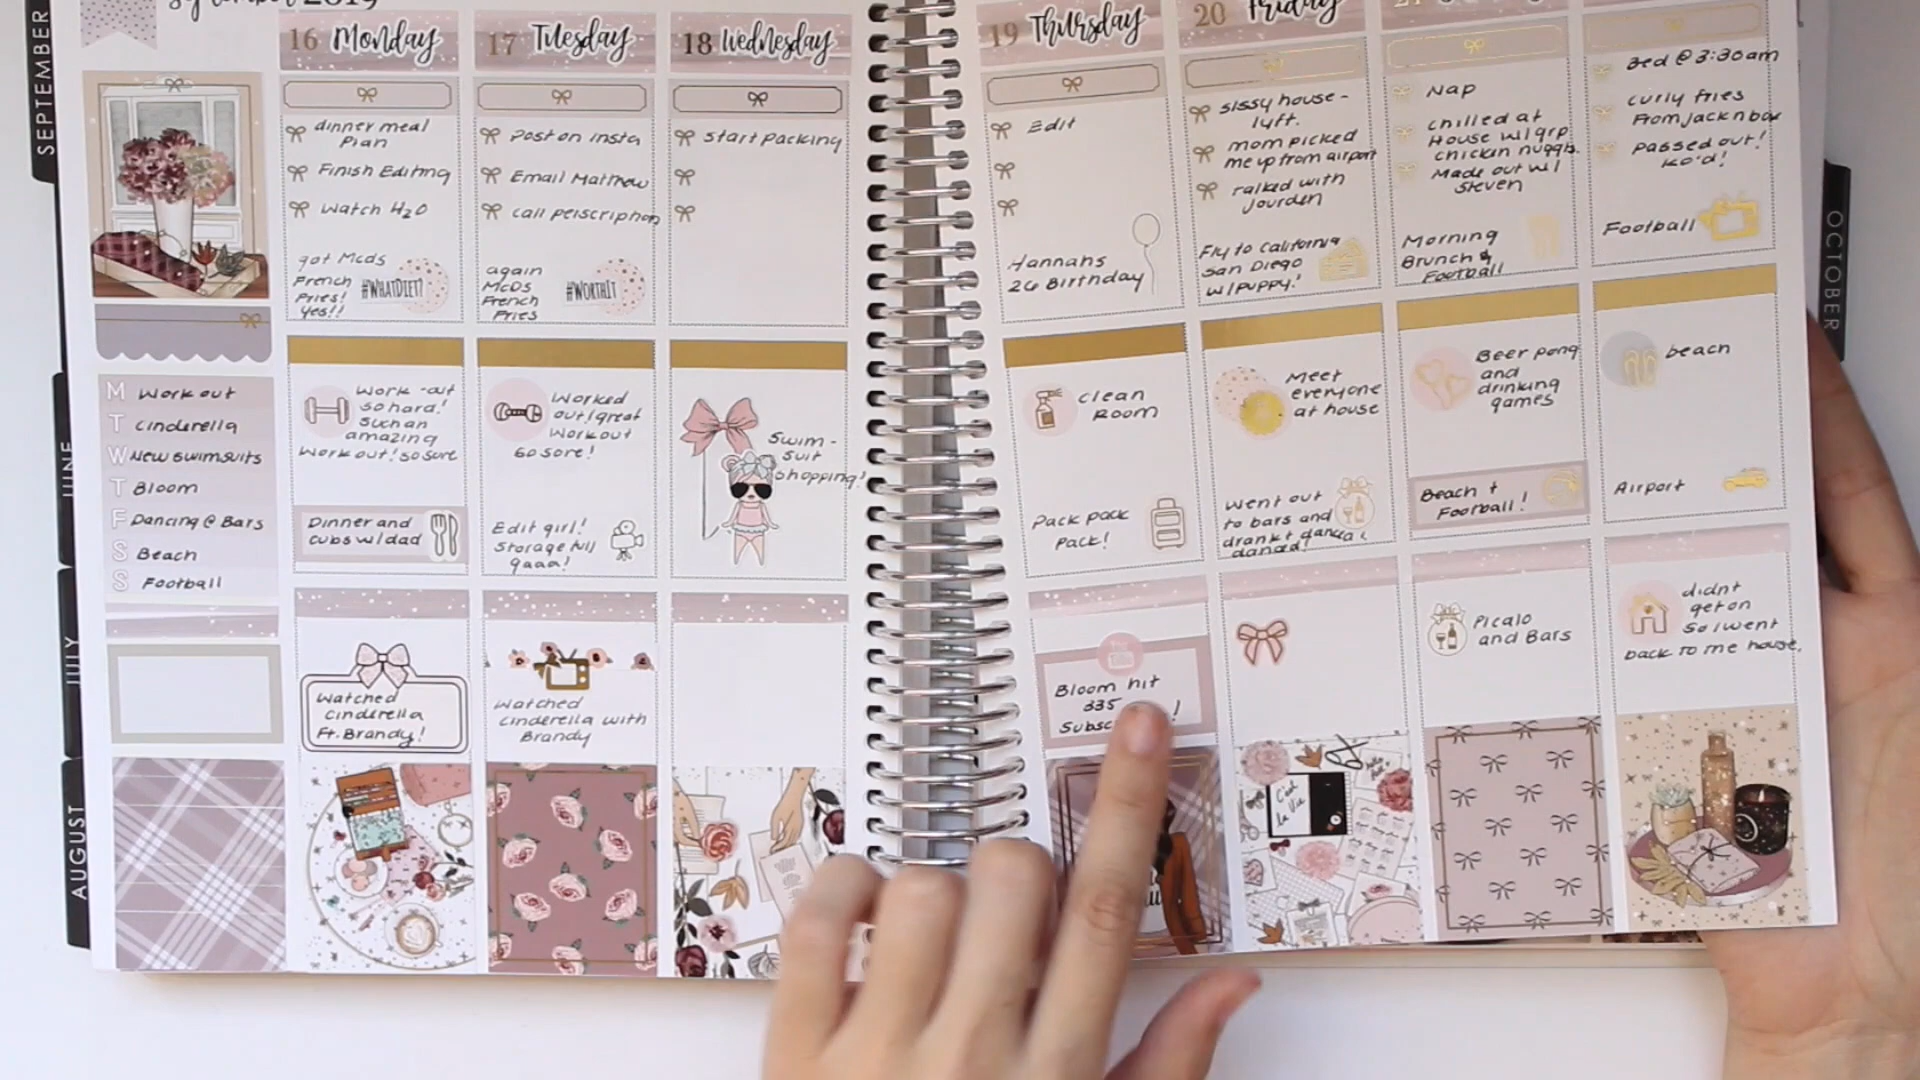 September 2019
SEPTEMBER
JUNE
JULY
AUGUST
OCTOBER
M Work out
T Cinderella
W New swimsuits
T Bloom
F Dancing @ Bars
S Beach
S Football
16 Monday
dinner meal
Plan
Finish Editing
Watch H2O
got Mcds
French
Fries!
Yes!!
#WHATDIET?
Work-out
so hard!
Such an
amazing
Work out! so sore
Dinner and
cubs w/ dad
Watched
Cinderella
Ft. Brandy!
17 Tuesday
Post on insta
Email Matthew
call perscription
again
McDs
French
Fries
#WORTHIT
Worked
out! great
Workout
so sore!
Edit girl!
Storage full
gaaa!
Watched
Cinderella with
Brandy
18 Wednesday
start packing
Swim-
suit
shopping!
19 Thursday
Edit
Hannahs
26 Birthday
clean
Room
Pack pack
Pack!
Bloom hit
335
20 Friday
sissy house -
lyft.
mom picked
me up from airport
talked with
Jourden
Fly to California
San Diego
w/ puppy!
Meet
everyone
at house
Went out
to bars and
drank + dance
danced!
C'est
La Vie
Nap
chilled at
House w/ grp.
chicken nuggs.
Made out w/
Steven
Morning
Brunch &
Football
Beer pong
and
drinking
games
Beach +
Football!
Picalo
and Bars
Bed @ 3:30am
curly fries
From Jack n box
Passed out!
Ko'd!
Football
beach
Airport
didnt
get on
So I went
back to me house.